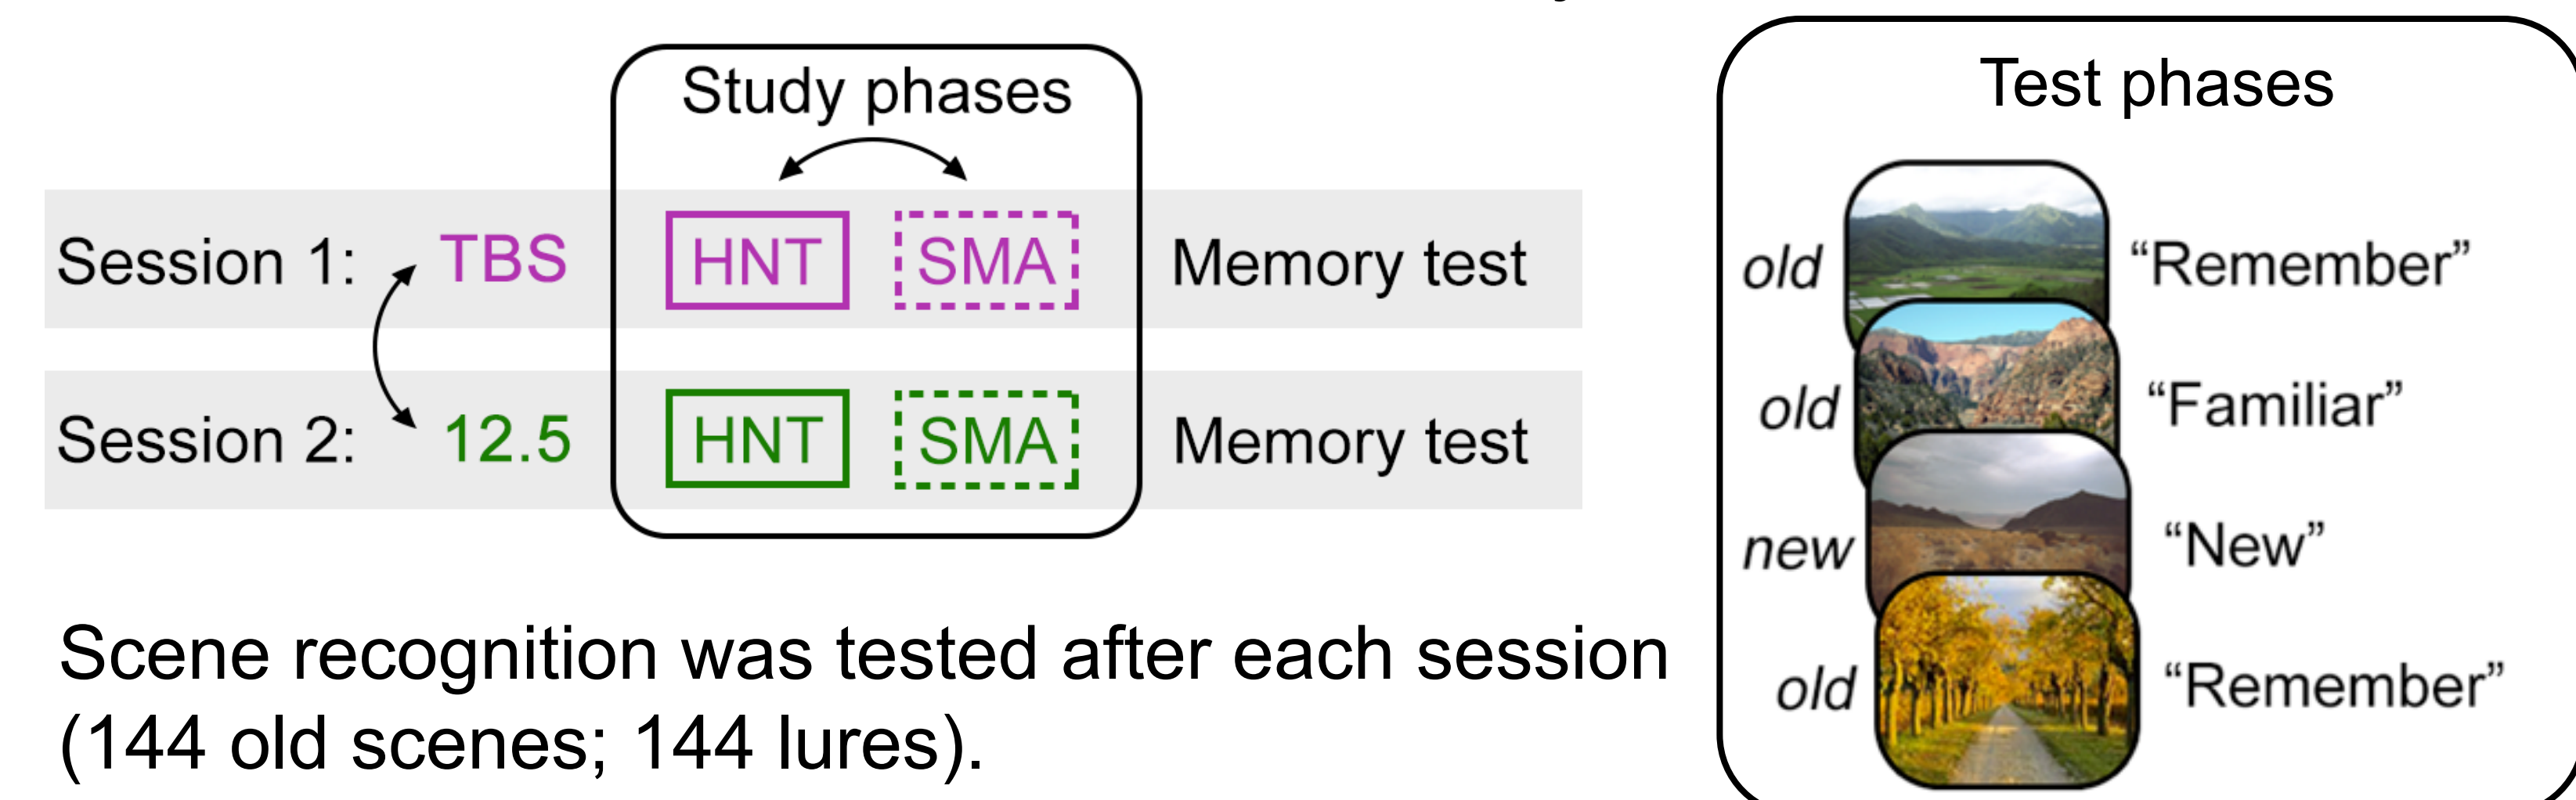 Study phases
Session 1: TBS HNT SMA Memory test
Session 2: 12.5 HNT SMA Memory test
Scene recognition was tested after each session
(144 old scenes; 144 lures).
Test phases
old “Remember”
old “Familiar”
new “New”
old “Remember”